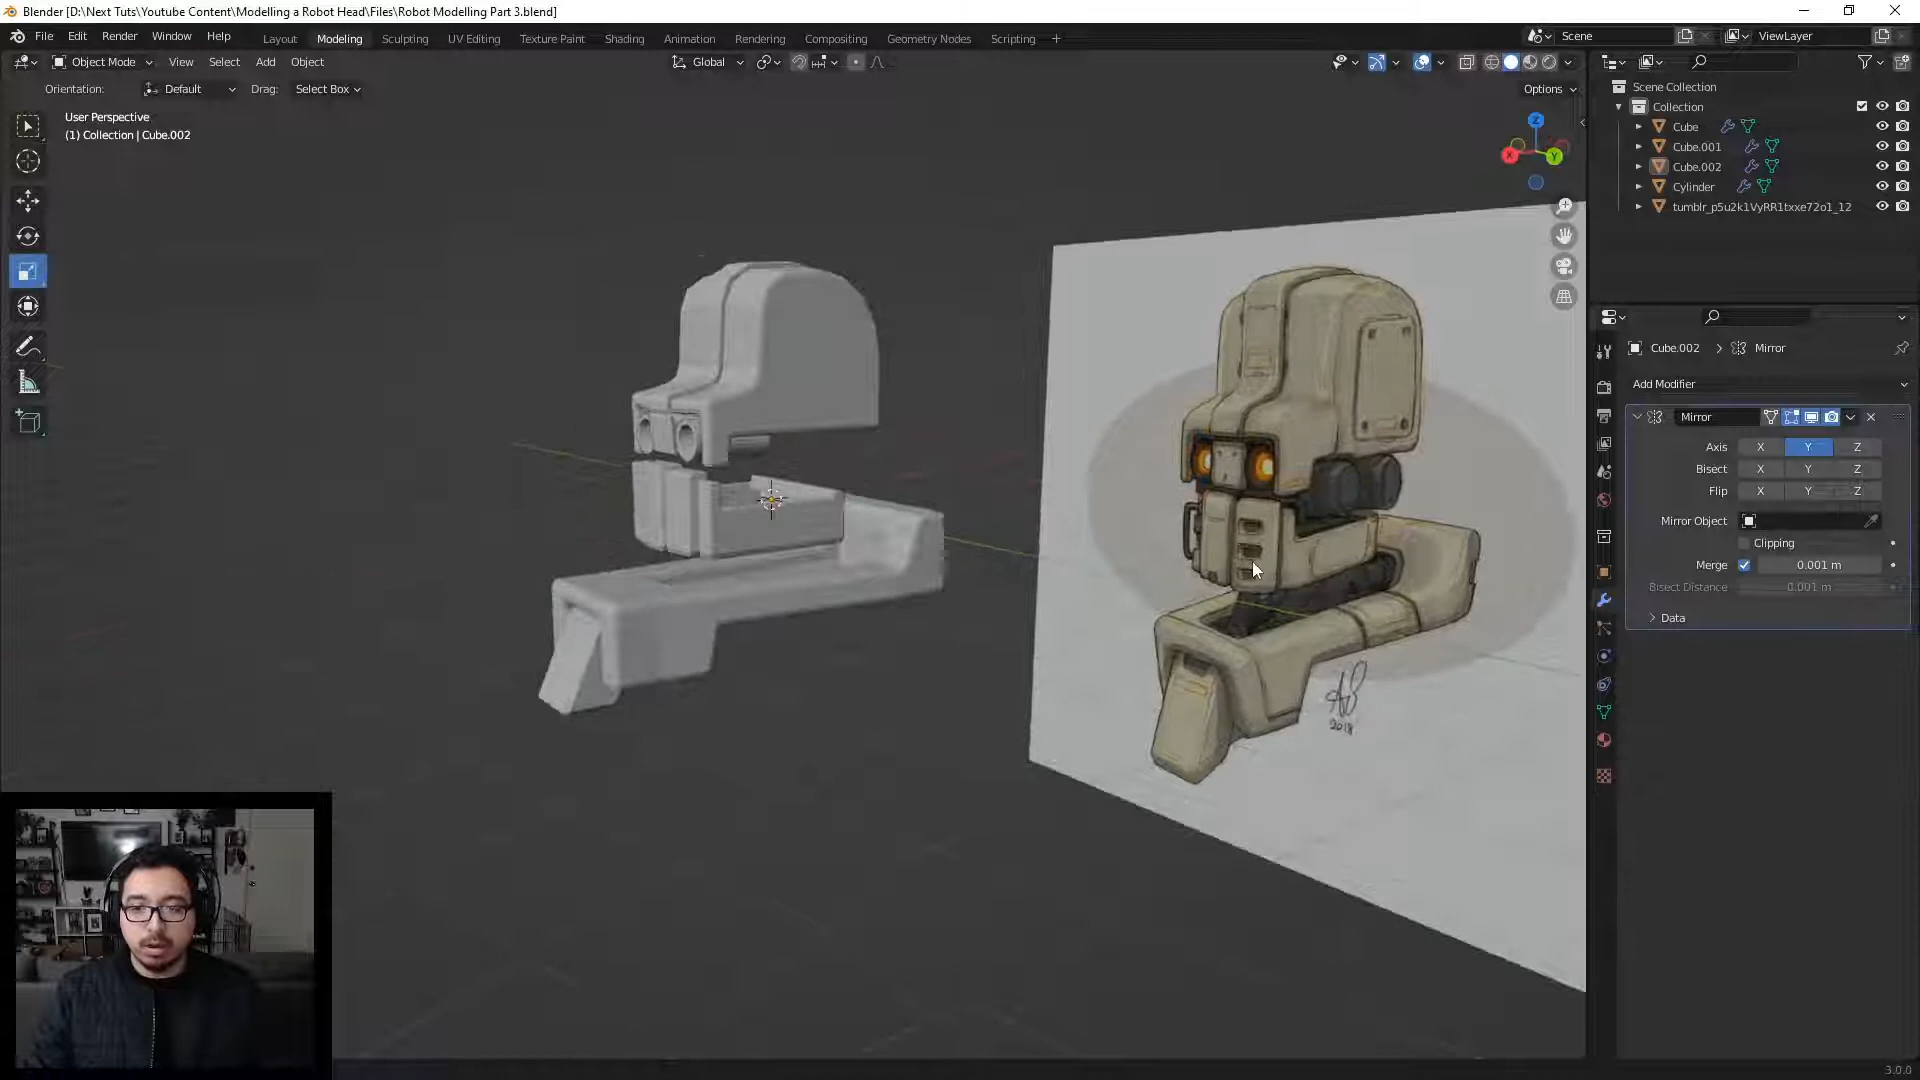 Blender [D:\Next Tuts\Youtube Content\Modelling a Robot Head\Files\Robot Modelling Part 3.blend]
File Edit Render Window Help Layout Modeling Sculpting UV Editing Texture Paint Shading Animation Rendering Compositing Geometry Nodes Scripting + Scene ViewLayer
Object Mode View Select Add Object Global
Orientation: Default Drag: Select Box Options
User Perspective
(1) Collection | Cube.002
Z
X
Y
2018
Scene Collection
Collection
Cube
Cube.001
Cube.002
Cylinder
tumblr_p5u2k1VyRR1txxe72o1_12
Cube.002 > Mirror
Add Modifier
Mirror
Axis X Y Z
Bisect X Y Z
Flip X Y Z
Mirror Object
Clipping
Merge 0.001 m
Bisect Distance 0.001 m
Data
3.0.0